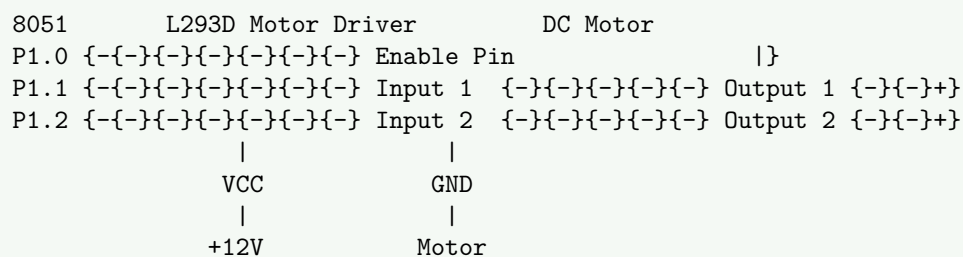 8051        L293D Motor Driver          DC Motor
P1.0 {-{-}{-}{-}{-}{-}{-} Enable Pin                    |}
P1.1 {-{-}{-}{-}{-}{-}{-} Input 1  {-}{-}{-}{-}{-} Output 1 {-}{-}+}
P1.2 {-{-}{-}{-}{-}{-}{-} Input 2  {-}{-}{-}{-}{-} Output 2 {-}{-}+}
|                |
VCC              GND
|                |
+12V            Motor